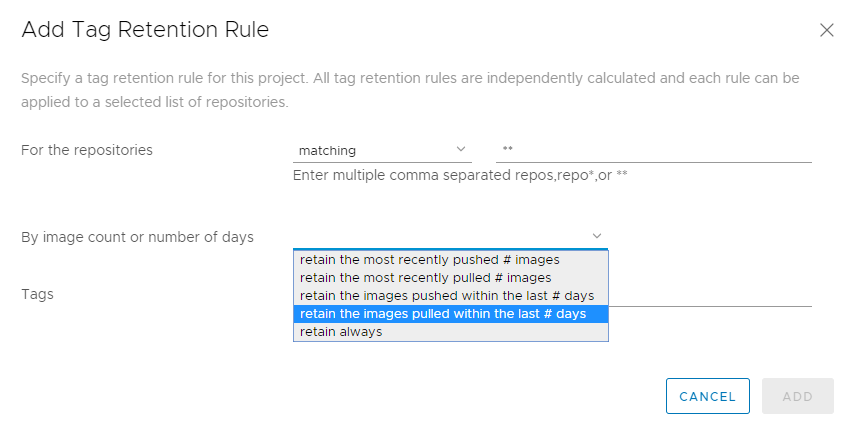 Add Tag Retention Rule
Specify a tag retention rule for this project. All tag retention rules are independently calculated and each rule can be
applied to a selected list of repositories.
For the repositories
matching
**
Enter multiple comma separated repos,repo*,or **
By image count or number of days
retain the most recently pushed # images
retain the most recently pulled # images
retain the images pushed within the last # days
Tags
retain the images pulled within the last # days
retain always
CANCEL
ADD